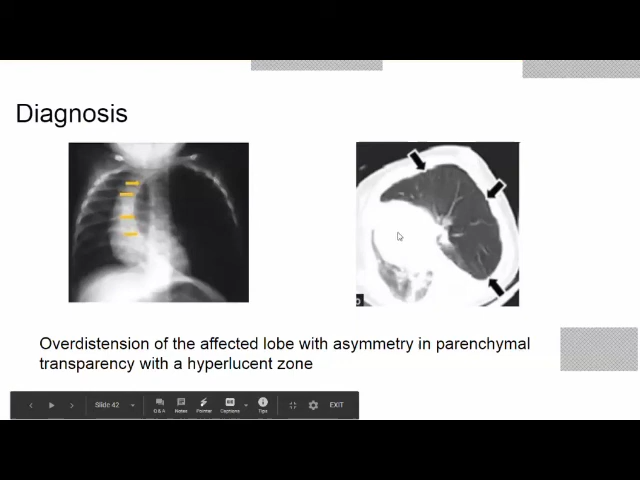 Diagnosis
Overdistension of the affected lobe with asymmetry in parenchymal
transparency with a hyperlucent zone
Slide 42
Q & A
Notes
Pointer
Captions
Tips
EXIT